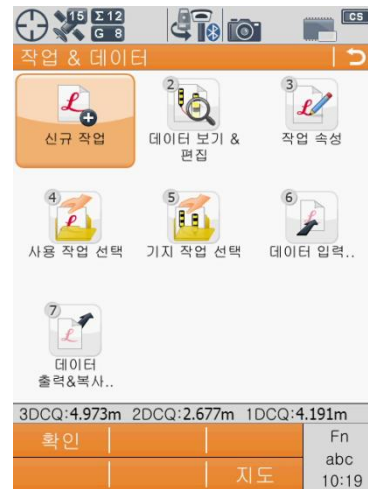 15 Σ 12
G 8
CS
작업 & 데이터
신규 작업
2
데이터 보기 &
편집
3
작업 속성
4
사용 작업 선택
5
기지 작업 선택
6
데이터 입력..
7
데이터
출력&복사..
3DCQ:4.973m 2DCQ:2.677m 1DCQ:4.191m
확인
Fn
abc
지도
10:19